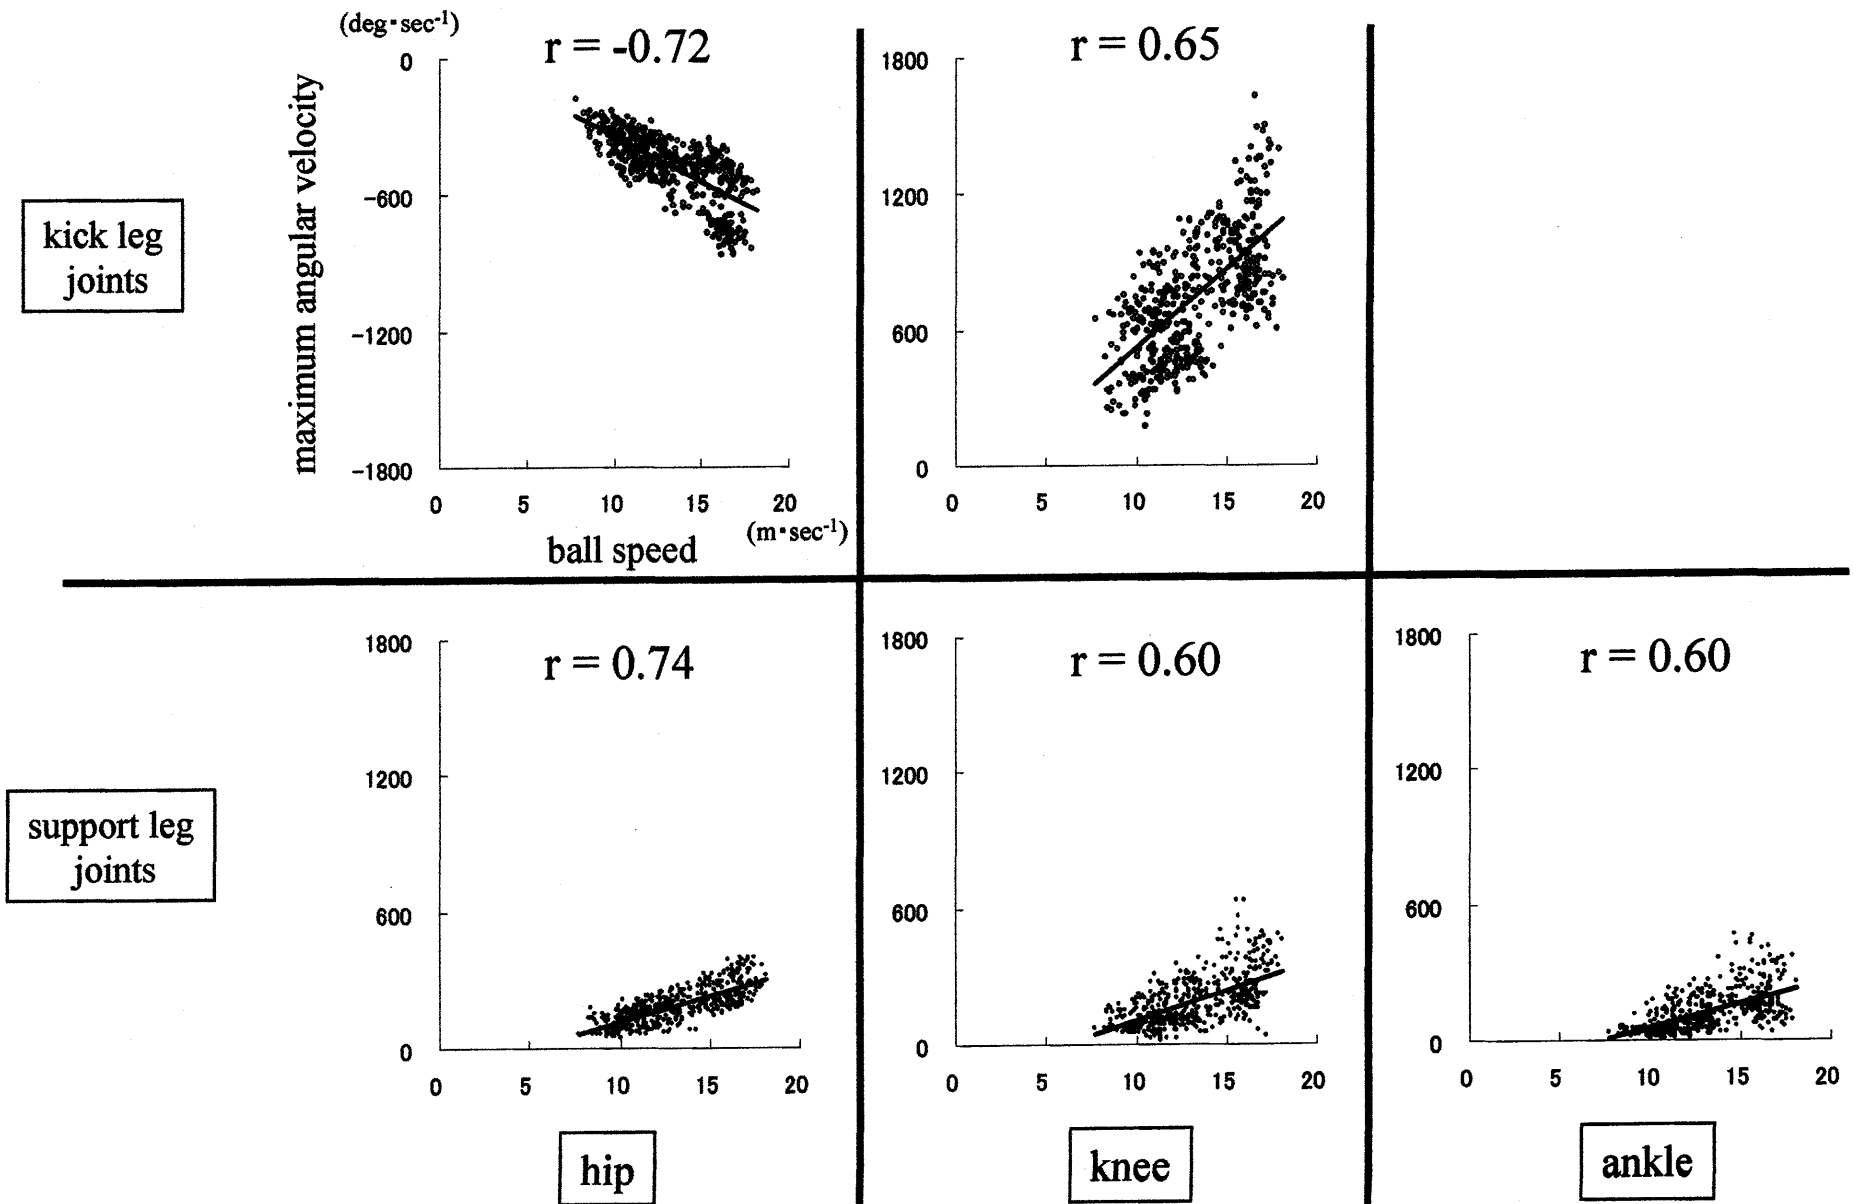 (deg・sec-1)
r = -0.72
0
-600
-1200
-1800
maximum angular velocity
0 5 10 15 20
ball speed
(m・sec-1)
r = 0.65
1800
1200
600
0
0 5 10 15 20
kick leg
joints
r = 0.74
1800
1200
600
0
0 5 10 15 20
r = 0.60
1800
1200
600
0
0 5 10 15 20
r = 0.60
1800
1200
600
0
0 5 10 15 20
support leg
joints
hip
knee
ankle